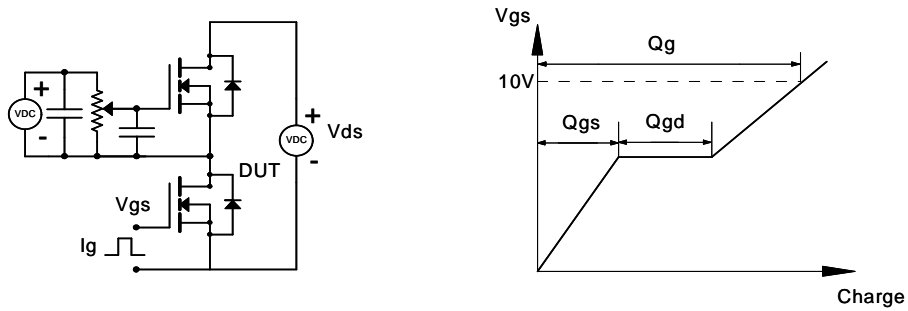 +
VDC
-
Vgs
Ig
DUT
+
VDC
-
Vds
Vgs
Qg
10V
Qgs
Qgd
Charge